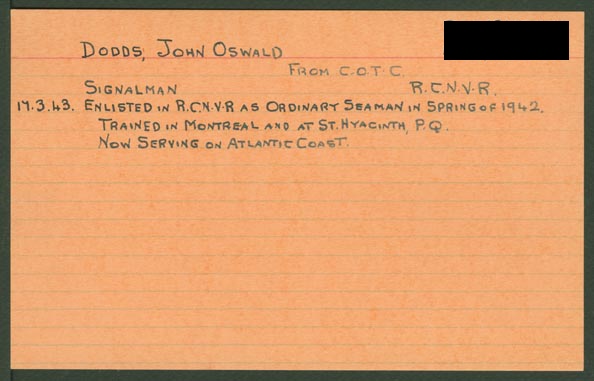 DODDS, JOHN OSWALD
FROM C.O.T.C.
SIGNALMAN R.C.N.V.R.
17.3.43. ENLISTED IN R.C.N.V.R AS ORDINARY SEAMAN IN SPRING OF 1942.
TRAINED IN MONTREAL AND AT ST. HYACINTH, P.Q.
NOW SERVING ON ATLANTIC COAST.